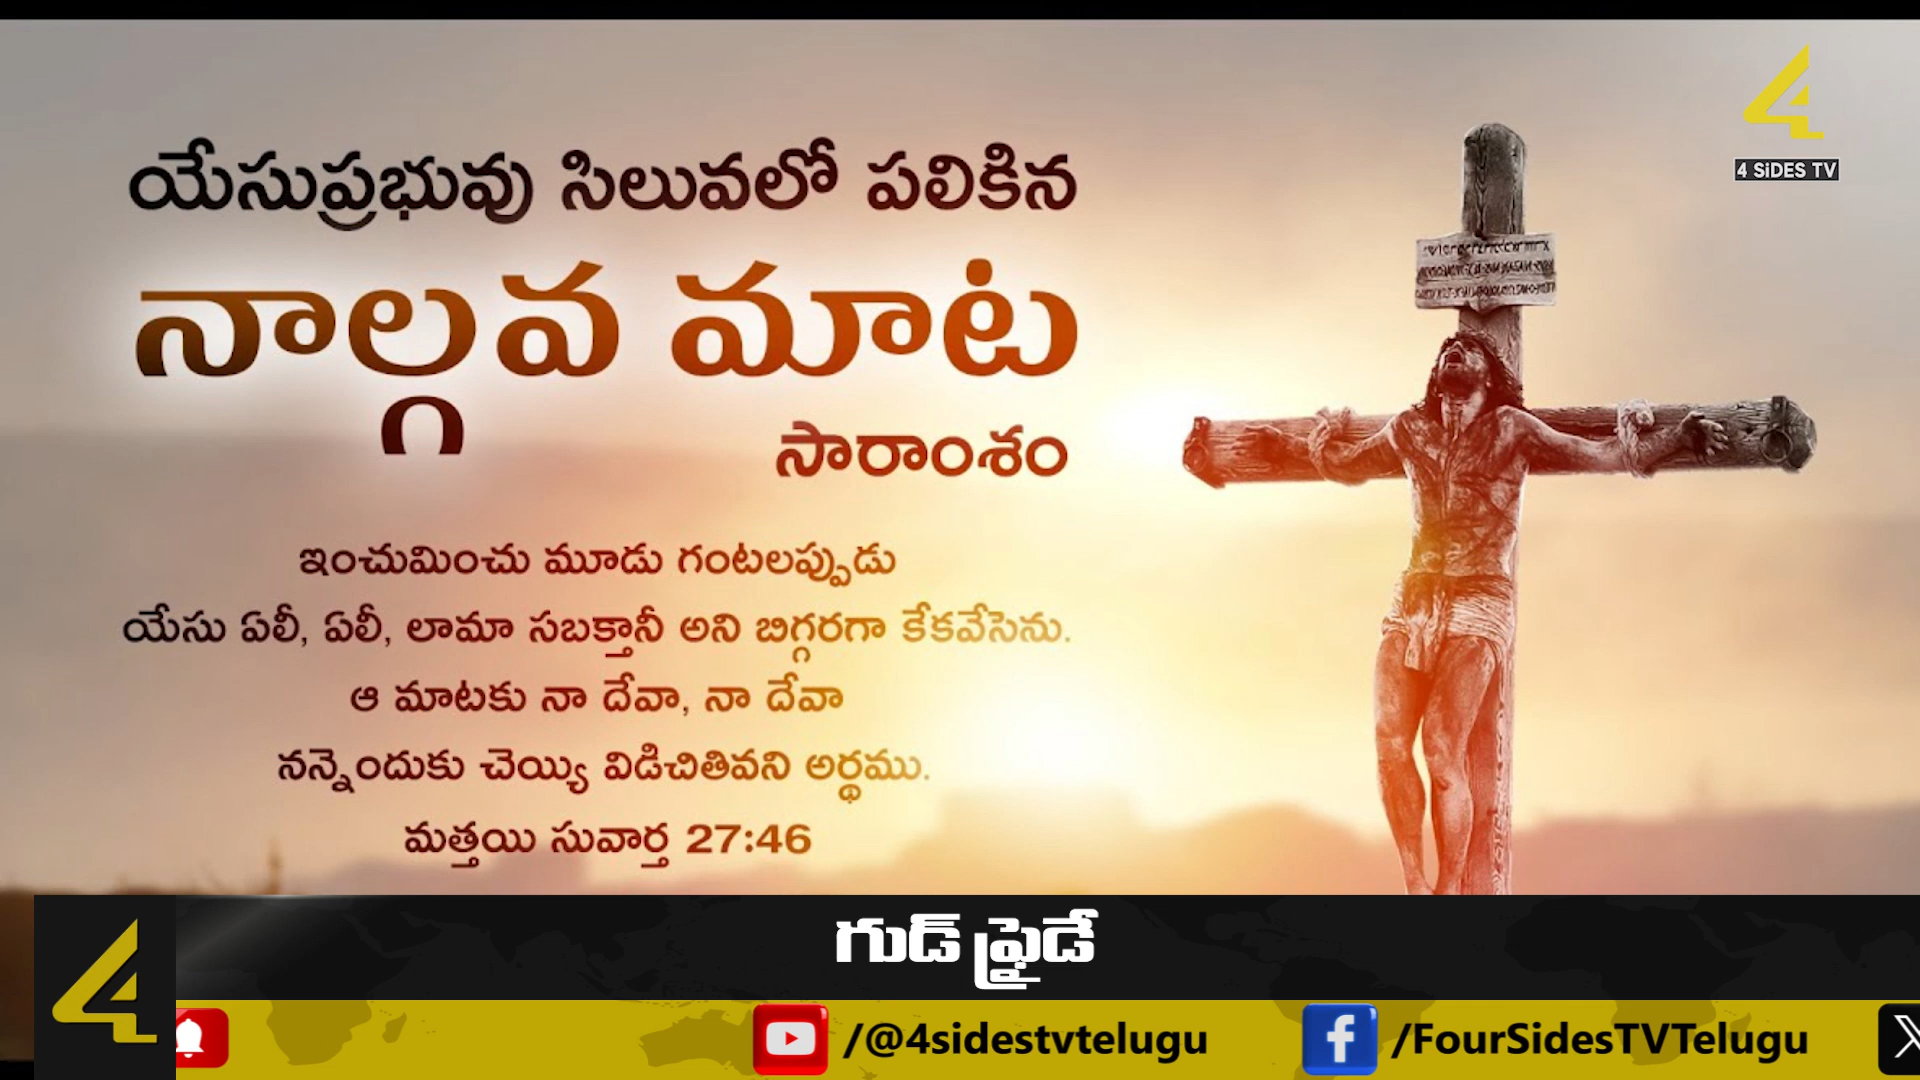 యేసుప్రభువు సిలువలో పలికిన
నాల్గవ మాట
సారాంశం
ఇంచుమించు మూడు గంటలప్పుడు
యేసు ఏలీ, ఏలీ, లామా సబక్తానీ అని బిగ్గరగా కేకవేసెను.
ఆ మాటకు నా దేవా, నా దేవా
నన్నెందుకు చెయ్యి విడిచితివని అర్థము.
మత్తయి సువార్త 27:46
4 SiDES TV
గుడ్ ఫ్రైడే
/@4sidestvtelugu
/FourSidesTVTelugu